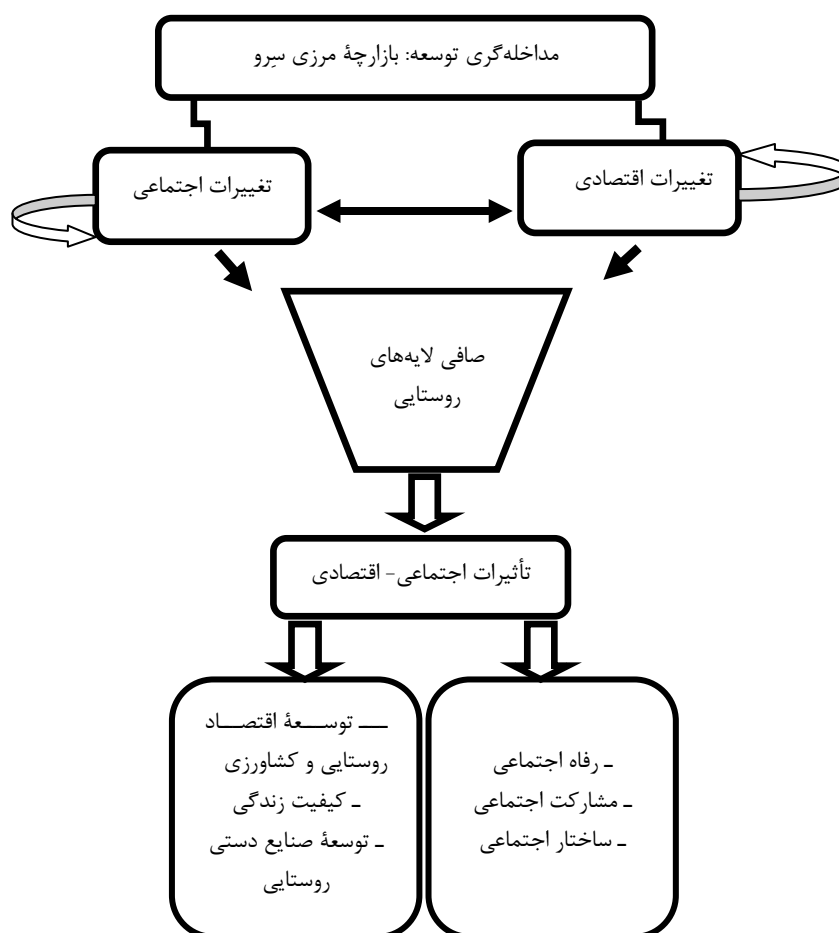 مداخله‌گری توسعه: بازارچهٔ مرزی سِرو
تغییرات اقتصادی
تغییرات اجتماعی
صافی لایه‌های
روستایی
تأثیرات اجتماعی- اقتصادی
ـ رفاه اجتماعی
ـ مشارکت اجتماعی
ـ ساختار اجتماعی
ـــ توســـعهٔ اقتصـــاد
روستایی و کشاورزی
ـ کیفیت زندگی
ـ توسعهٔ صنایع دستی
روستایی